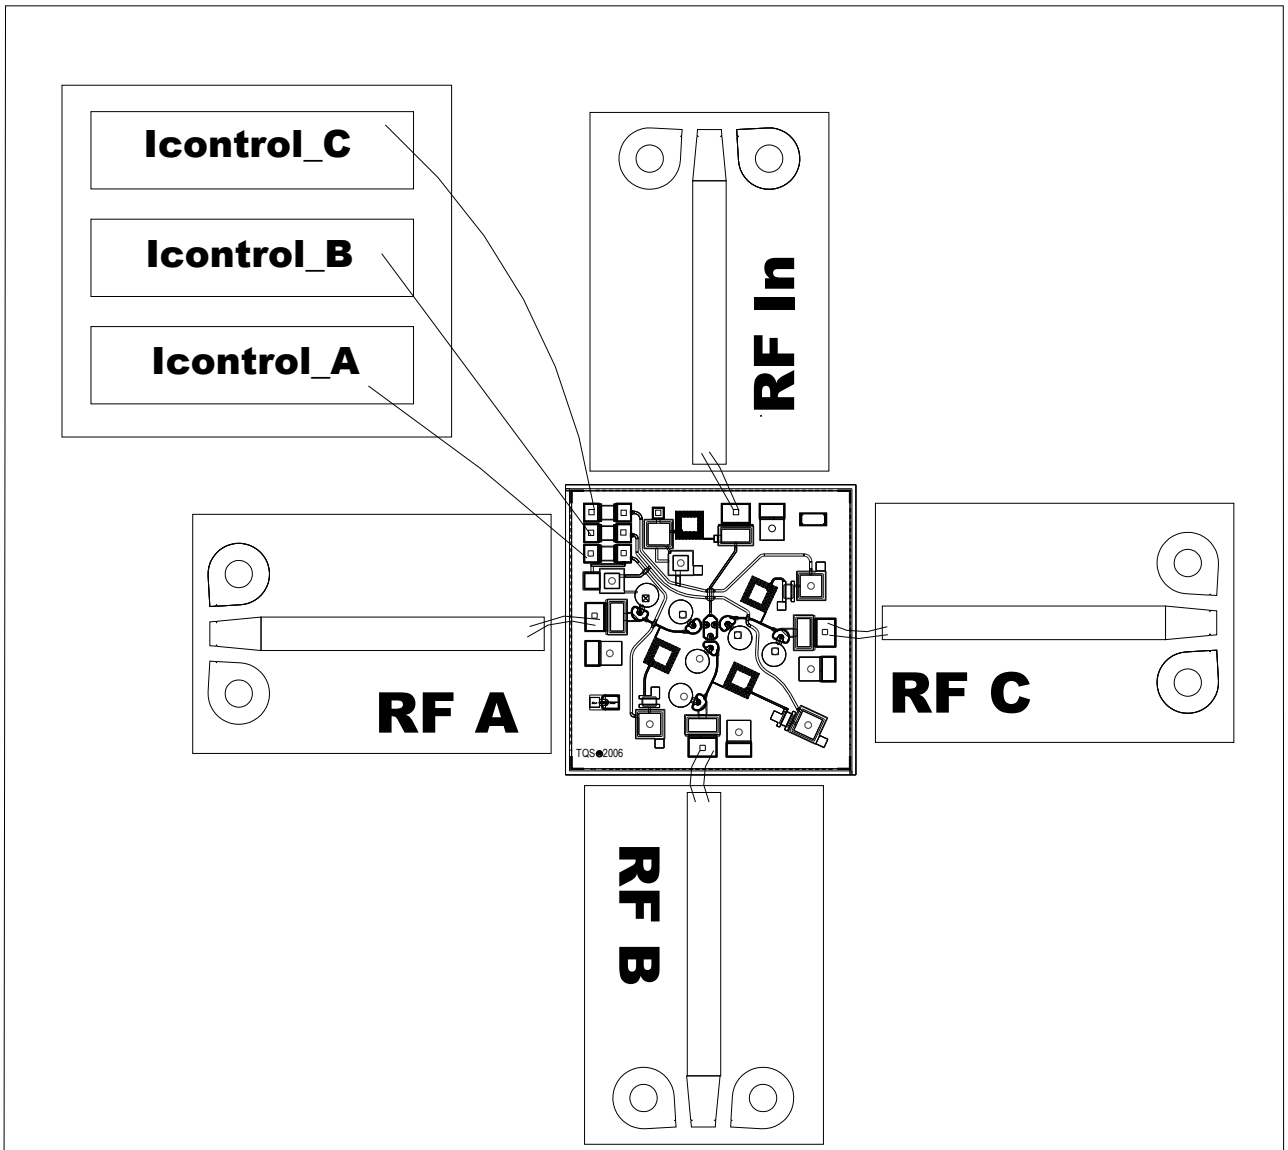 Icontrol_C
Icontrol_B
Icontrol_A
RF In
RF A
RF C
TQS 2006
RF B